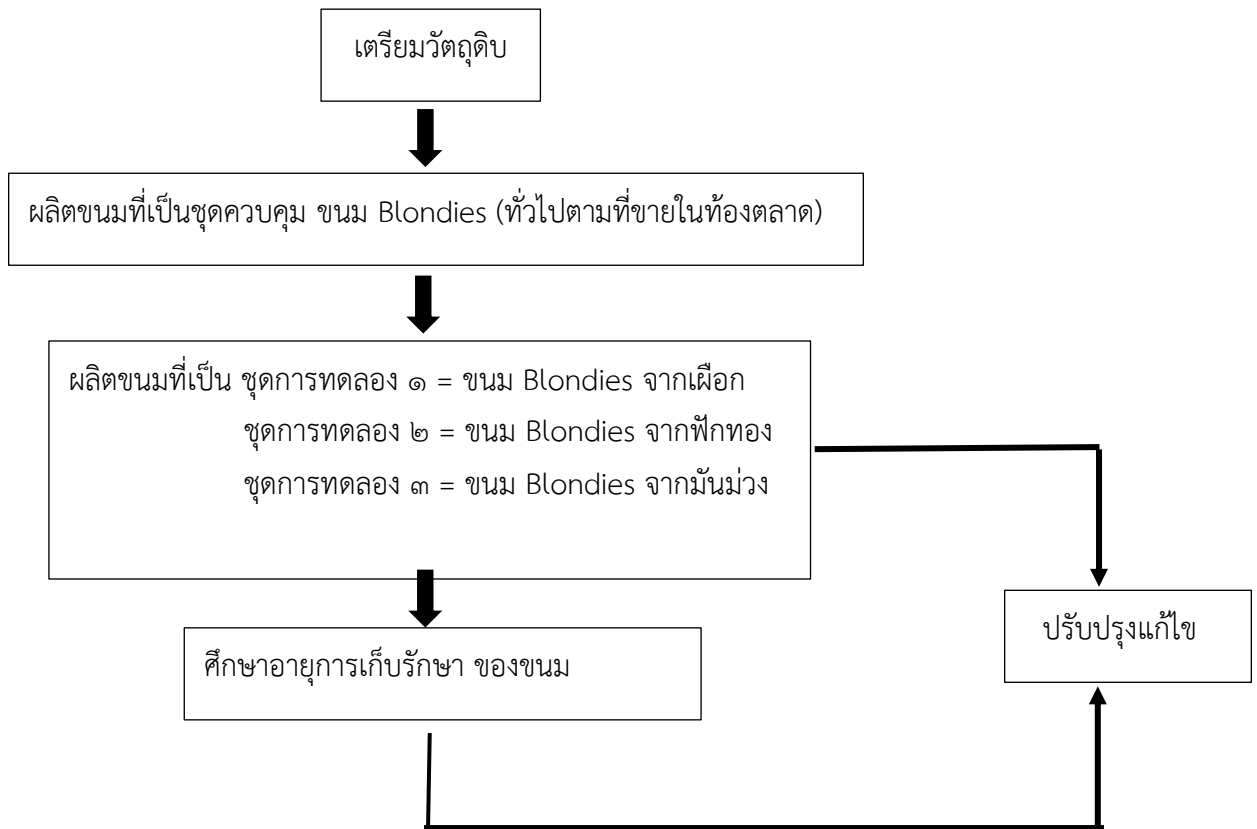 เตรียมวัตถุดิบ
ผลิตขนมที่เป็นชุดควบคุม ขนม Blondies (ทั่วไปตามที่ขายในท้องตลาด)
ผลิตขนมที่เป็น ชุดการทดลอง ๑ = ขนม Blondies จากเผือก
ชุดการทดลอง ๒ = ขนม Blondies จากฟักทอง
ชุดการทดลอง ๓ = ขนม Blondies จากมันม่วง
ปรับปรุงแก้ไข
ศึกษาอายุการเก็บรักษา ของขนม